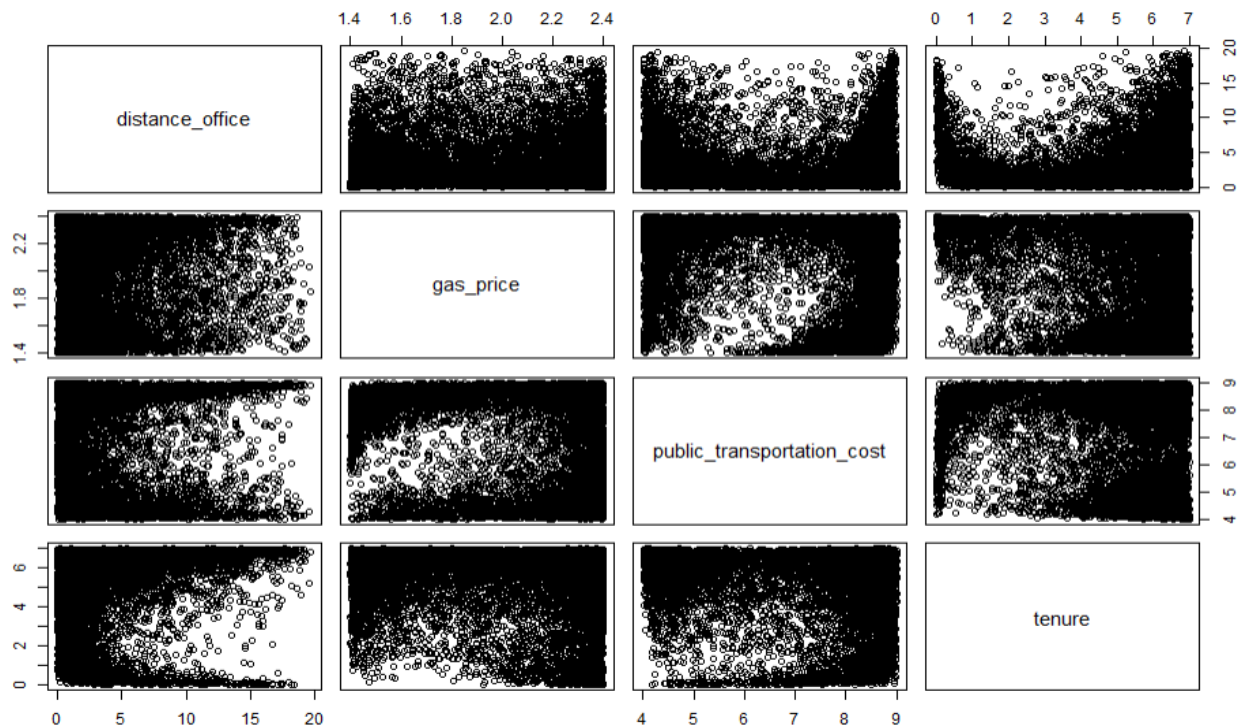 1.4 1.6 1.8 2.0 2.2 2.4 0 1 2 3 4 5 6 7
distance_office 0 5 10 15 20
1.4 1.8 2.2 gas_price
public_transportation_cost 4 5 6 7 8 9
0 2 4 6 tenure
0 5 10 15 20 4 5 6 7 8 9